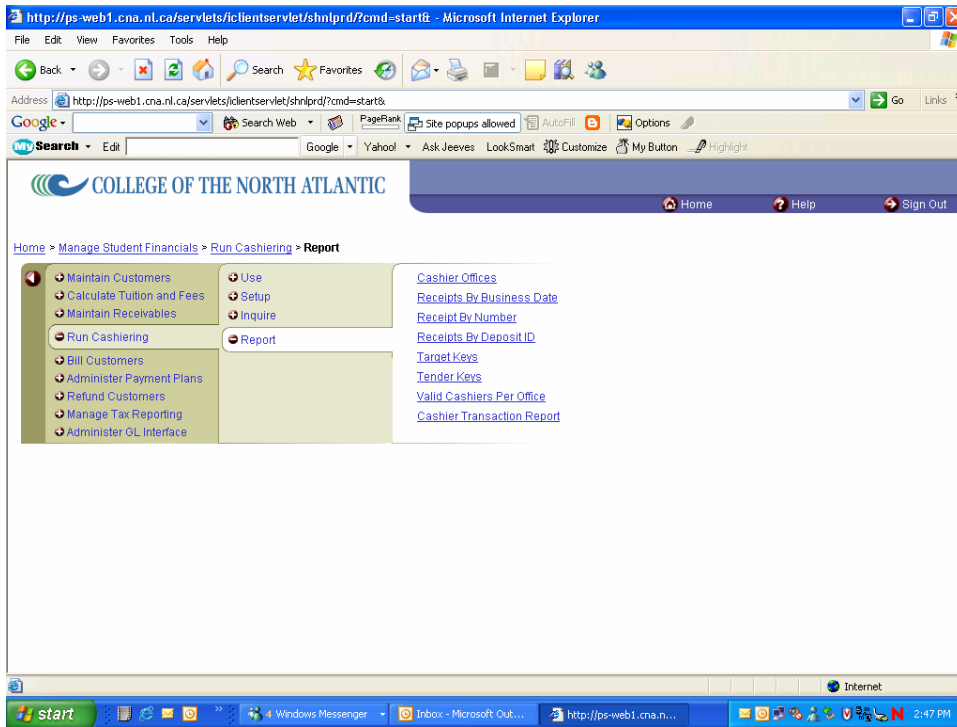 http://ps-web1.cna.nl.ca/servlets/iclientservlet/shnlprd/?cmd=start& - Microsoft Internet Explorer
File Edit View Favorites Tools Help
Back Search Favorites
Address http://ps-web1.cna.nl.ca/servlets/iclientservlet/shnlprd/?cmd=start& Go Links
Google Search Web PageRank Site popups allowed AutoFill Options
My Search Edit Google Yahoo! Ask Jeeves LookSmart Customize My Button Highlight
COLLEGE OF THE NORTH ATLANTIC
Home Help Sign Out
Home > Manage Student Financials > Run Cashiering > Report
Maintain Customers
Calculate Tuition and Fees
Maintain Receivables
Run Cashiering
Bill Customers
Administer Payment Plans
Refund Customers
Manage Tax Reporting
Administer GL Interface
Use
Setup
Inquire
Report
Cashier Offices
Receipts By Business Date
Receipt By Number
Receipts By Deposit ID
Target Keys
Tender Keys
Valid Cashiers Per Office
Cashier Transaction Report
Internet
start 4 Windows Messenger Inbox - Microsoft Out... http://ps-web1.cna.n... 2:47 PM